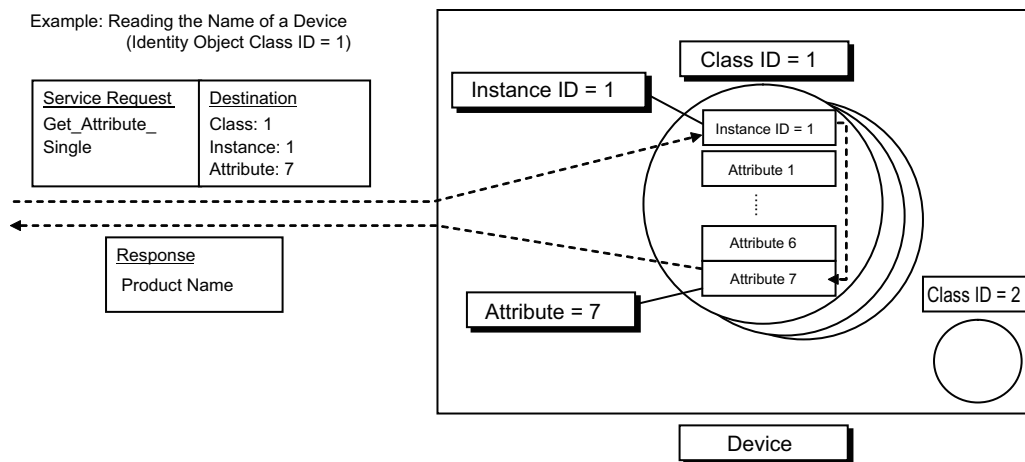 Example: Reading the Name of a Device
(Identity Object Class ID = 1)
Service Request
Get_Attribute_
Single
Destination
Class: 1
Instance: 1
Attribute: 7
Response
Product Name
Class ID = 1
Instance ID = 1
Instance ID = 1
Attribute 1
Attribute 6
Attribute 7
Attribute = 7
Class ID = 2
Device